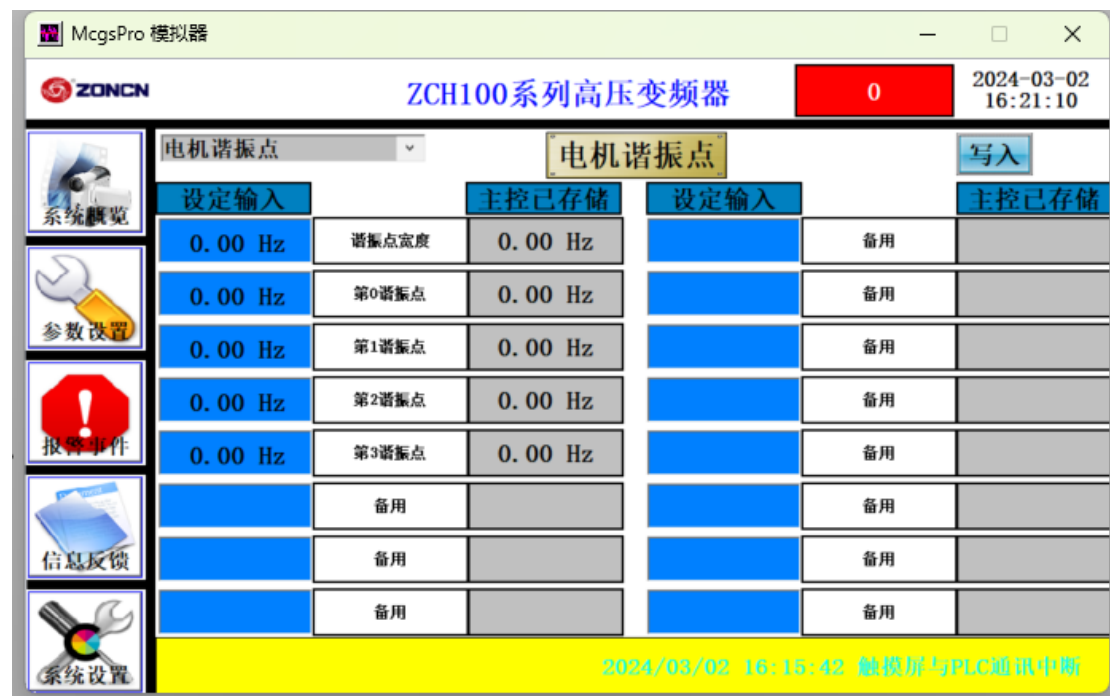 McgsPro 模拟器
ZONCN
ZCH100系列高压变频器
0
2024-03-02
16:21:10
电机谐振点
电机谐振点
写入
设定输入 主控已存储 设定输入 主控已存储
0.00 Hz 谐振点宽度 0.00 Hz 备用
0.00 Hz 第0谐振点 0.00 Hz 备用
0.00 Hz 第1谐振点 0.00 Hz 备用
0.00 Hz 第2谐振点 0.00 Hz 备用
0.00 Hz 第3谐振点 0.00 Hz 备用
备用 备用
备用 备用
备用 备用
系统概览
参数设置
报警事件
信息反馈
系统设置
2024/03/02 16:15:42 触摸屏与PLC通讯中断